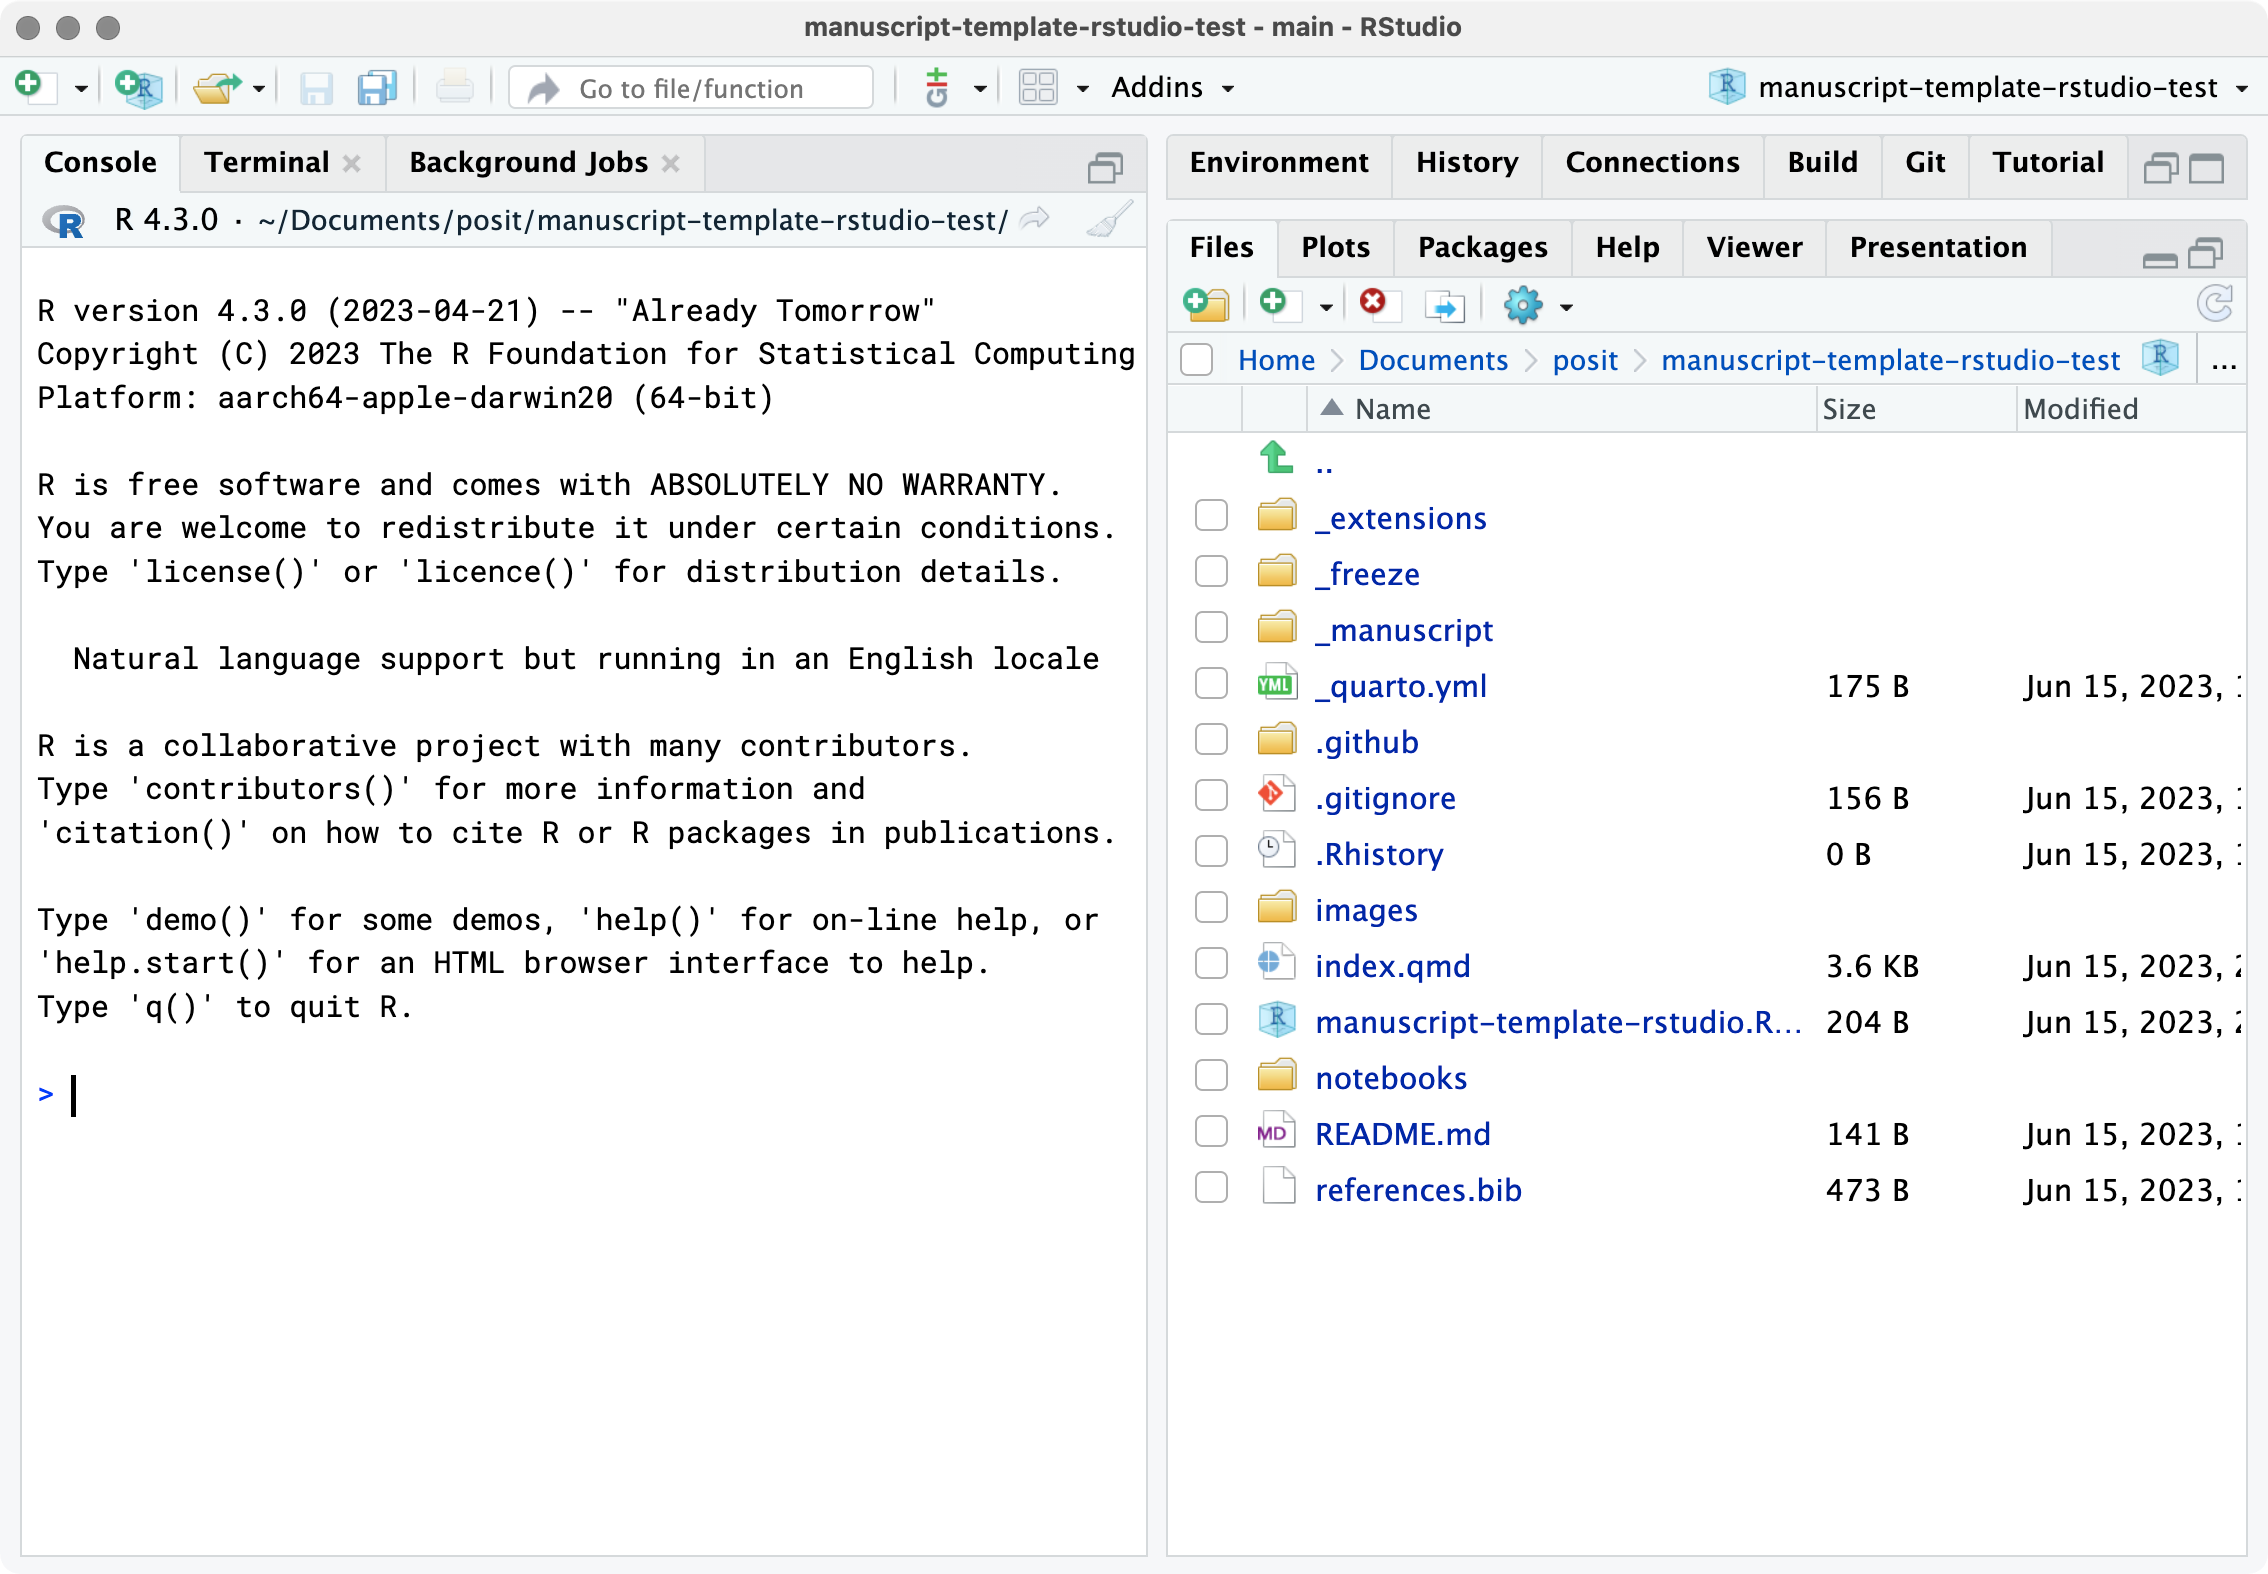 manuscript-template-rstudio-test - main - RStudio
Go to file/function
Addins
manuscript-template-rstudio-test
Console Terminal Background Jobs
R 4.3.0 · ~/Documents/posit/manuscript-template-rstudio-test/
R version 4.3.0 (2023-04-21) -- "Already Tomorrow"
Copyright (C) 2023 The R Foundation for Statistical Computing
Platform: aarch64-apple-darwin20 (64-bit)
R is free software and comes with ABSOLUTELY NO WARRANTY.
You are welcome to redistribute it under certain conditions.
Type 'license()' or 'licence()' for distribution details.
Natural language support but running in an English locale
R is a collaborative project with many contributors.
Type 'contributors()' for more information and
'citation()' on how to cite R or R packages in publications.
Type 'demo()' for some demos, 'help()' for on-line help, or
'help.start()' for an HTML browser interface to help.
Type 'q()' to quit R.
>
Environment History Connections Build Git Tutorial
Files Plots Packages Help Viewer Presentation
Home Documents posit manuscript-template-rstudio-test ...
Name Size Modified
..
_extensions
_freeze
_manuscript
_quarto.yml 175 B Jun 15, 2023,
.github
.gitignore 156 B Jun 15, 2023,
.Rhistory 0 B Jun 15, 2023,
images
index.qmd 3.6 KB Jun 15, 2023,
manuscript-template-rstudio.R... 204 B Jun 15, 2023,
notebooks
README.md 141 B Jun 15, 2023,
references.bib 473 B Jun 15, 2023,